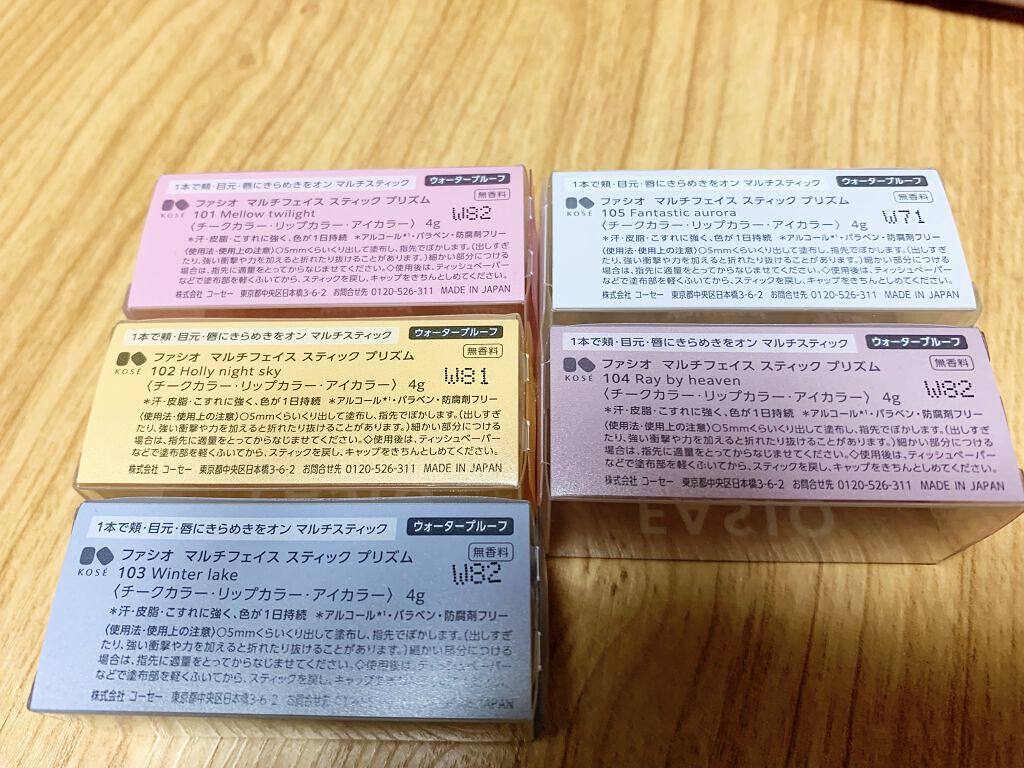 1本で頬・目元・唇にきらめきをオン マルチスティック ウォータープルーフ
KOSÉ ファシオ マルチフェイス スティック プリズム 無香料
101 Mellow twilight W82
〈チークカラー・リップカラー・アイカラー〉 4g
＊汗・皮脂・こすれに強く、色が1日持続 ＊アルコール*¹・パラベン・防腐剤フリー
〈使用法・使用上の注意〉○5mmくらいくり出して塗布し、指先でぼかします。(出しすぎ
たり、強い衝撃や力を加えると折れたり抜けることがあります。)細かい部分につける
場合は、指先に適量をとってからなじませてください。◇使用後は、ティッシュペーパー
などで塗布部を軽くふいてから、スティックを戻し、キャップをきちんとしめてください。
株式会社 コーセー 東京都中央区日本橋3-6-2 お問合せ先 0120-526-311 MADE IN JAPAN
1本で頬・目元・唇にきらめきをオン マルチスティック ウォータープルーフ
KOSÉ ファシオ マルチフェイス スティック プリズム 無香料
102 Holly night sky W81
〈チークカラー・リップカラー・アイカラー〉 4g
＊汗・皮脂・こすれに強く、色が1日持続 ＊アルコール*¹・パラベン・防腐剤フリー
〈使用法・使用上の注意〉○5mmくらいくり出して塗布し、指先でぼかします。(出しすぎ
たり、強い衝撃や力を加えると折れたり抜けることがあります。)細かい部分につける
場合は、指先に適量をとってからなじませてください。◇使用後は、ティッシュペーパー
などで塗布部を軽くふいてから、スティックを戻し、キャップをきちんとしめてください。
株式会社 コーセー 東京都中央区日本橋3-6-2 お問合せ先 0120-526-311 MADE IN JAPAN
1本で頬・目元・唇にきらめきをオン マルチスティック ウォータープルーフ
KOSÉ ファシオ マルチフェイス スティック プリズム 無香料
103 Winter lake W82
〈チークカラー・リップカラー・アイカラー〉 4g
＊汗・皮脂・こすれに強く、色が1日持続 ＊アルコール*¹・パラベン・防腐剤フリー
〈使用法・使用上の注意〉○5mmくらいくり出して塗布し、指先でぼかします。(出しすぎ
たり、強い衝撃や力を加えると折れたり抜けることがあります。)細かい部分につける
場合は、指先に適量をとってからなじませてください。◇使用後は、ティッシュペーパー
などで塗布部を軽くふいてから、スティックを戻し、キャップを
株式会社 コーセー 東京都中央区日本橋3-6-2 お問合せ先 JAPAN
1本で頬・目元・唇にきらめきをオン マルチスティック ウォータープルーフ
KOSÉ ファシオ マルチフェイス スティック プリズム 無香料
105 Fantastic aurora W71
〈チークカラー・リップカラー・アイカラー〉 4g
＊汗・皮脂・こすれに強く、色が1日持続 ＊アルコール*¹・パラベン・防腐剤フリー
〈使用法・使用上の注意〉○5mmくらいくり出して塗布し、指先でぼかします。(出しすぎ
たり、強い衝撃や力を加えると折れたり抜けることがあります。)細かい部分につける
場合は、指先に適量をとってからなじませてください。◇使用後は、ティッシュペーパー
などで塗布部を軽くふいてから、スティックを戻し、キャップをきちんとしめてください。
株式会社 コーセー 東京都中央区日本橋3-6-2 お問合せ先 0120-526-311 MADE IN JAPAN
1本で頬・目元・唇にきらめきをオン マルチスティック ウォータープルーフ
KOSÉ ファシオ マルチフェイス スティック プリズム 無香料
104 Ray by heaven W82
〈チークカラー・リップカラー・アイカラー〉 4g
＊汗・皮脂・こすれに強く、色が1日持続 ＊アルコール*¹・パラベン・防腐剤フリー
〈使用法・使用上の注意〉○5mmくらいくり出して塗布し、指先でぼかします。(出しすぎ
たり、強い衝撃や力を加えると折れたり抜けることがあります。)細かい部分につける
場合は、指先に適量をとってからなじませてください。◇使用後は、ティッシュペーパー
などで塗布部を軽くふいてから、スティックを戻し、キャップをきちんとしめてください。
株式会社 コーセー 東京都中央区日本橋3-6-2 お問合せ先 0120-526-311 MADE IN JAPAN
FASIO